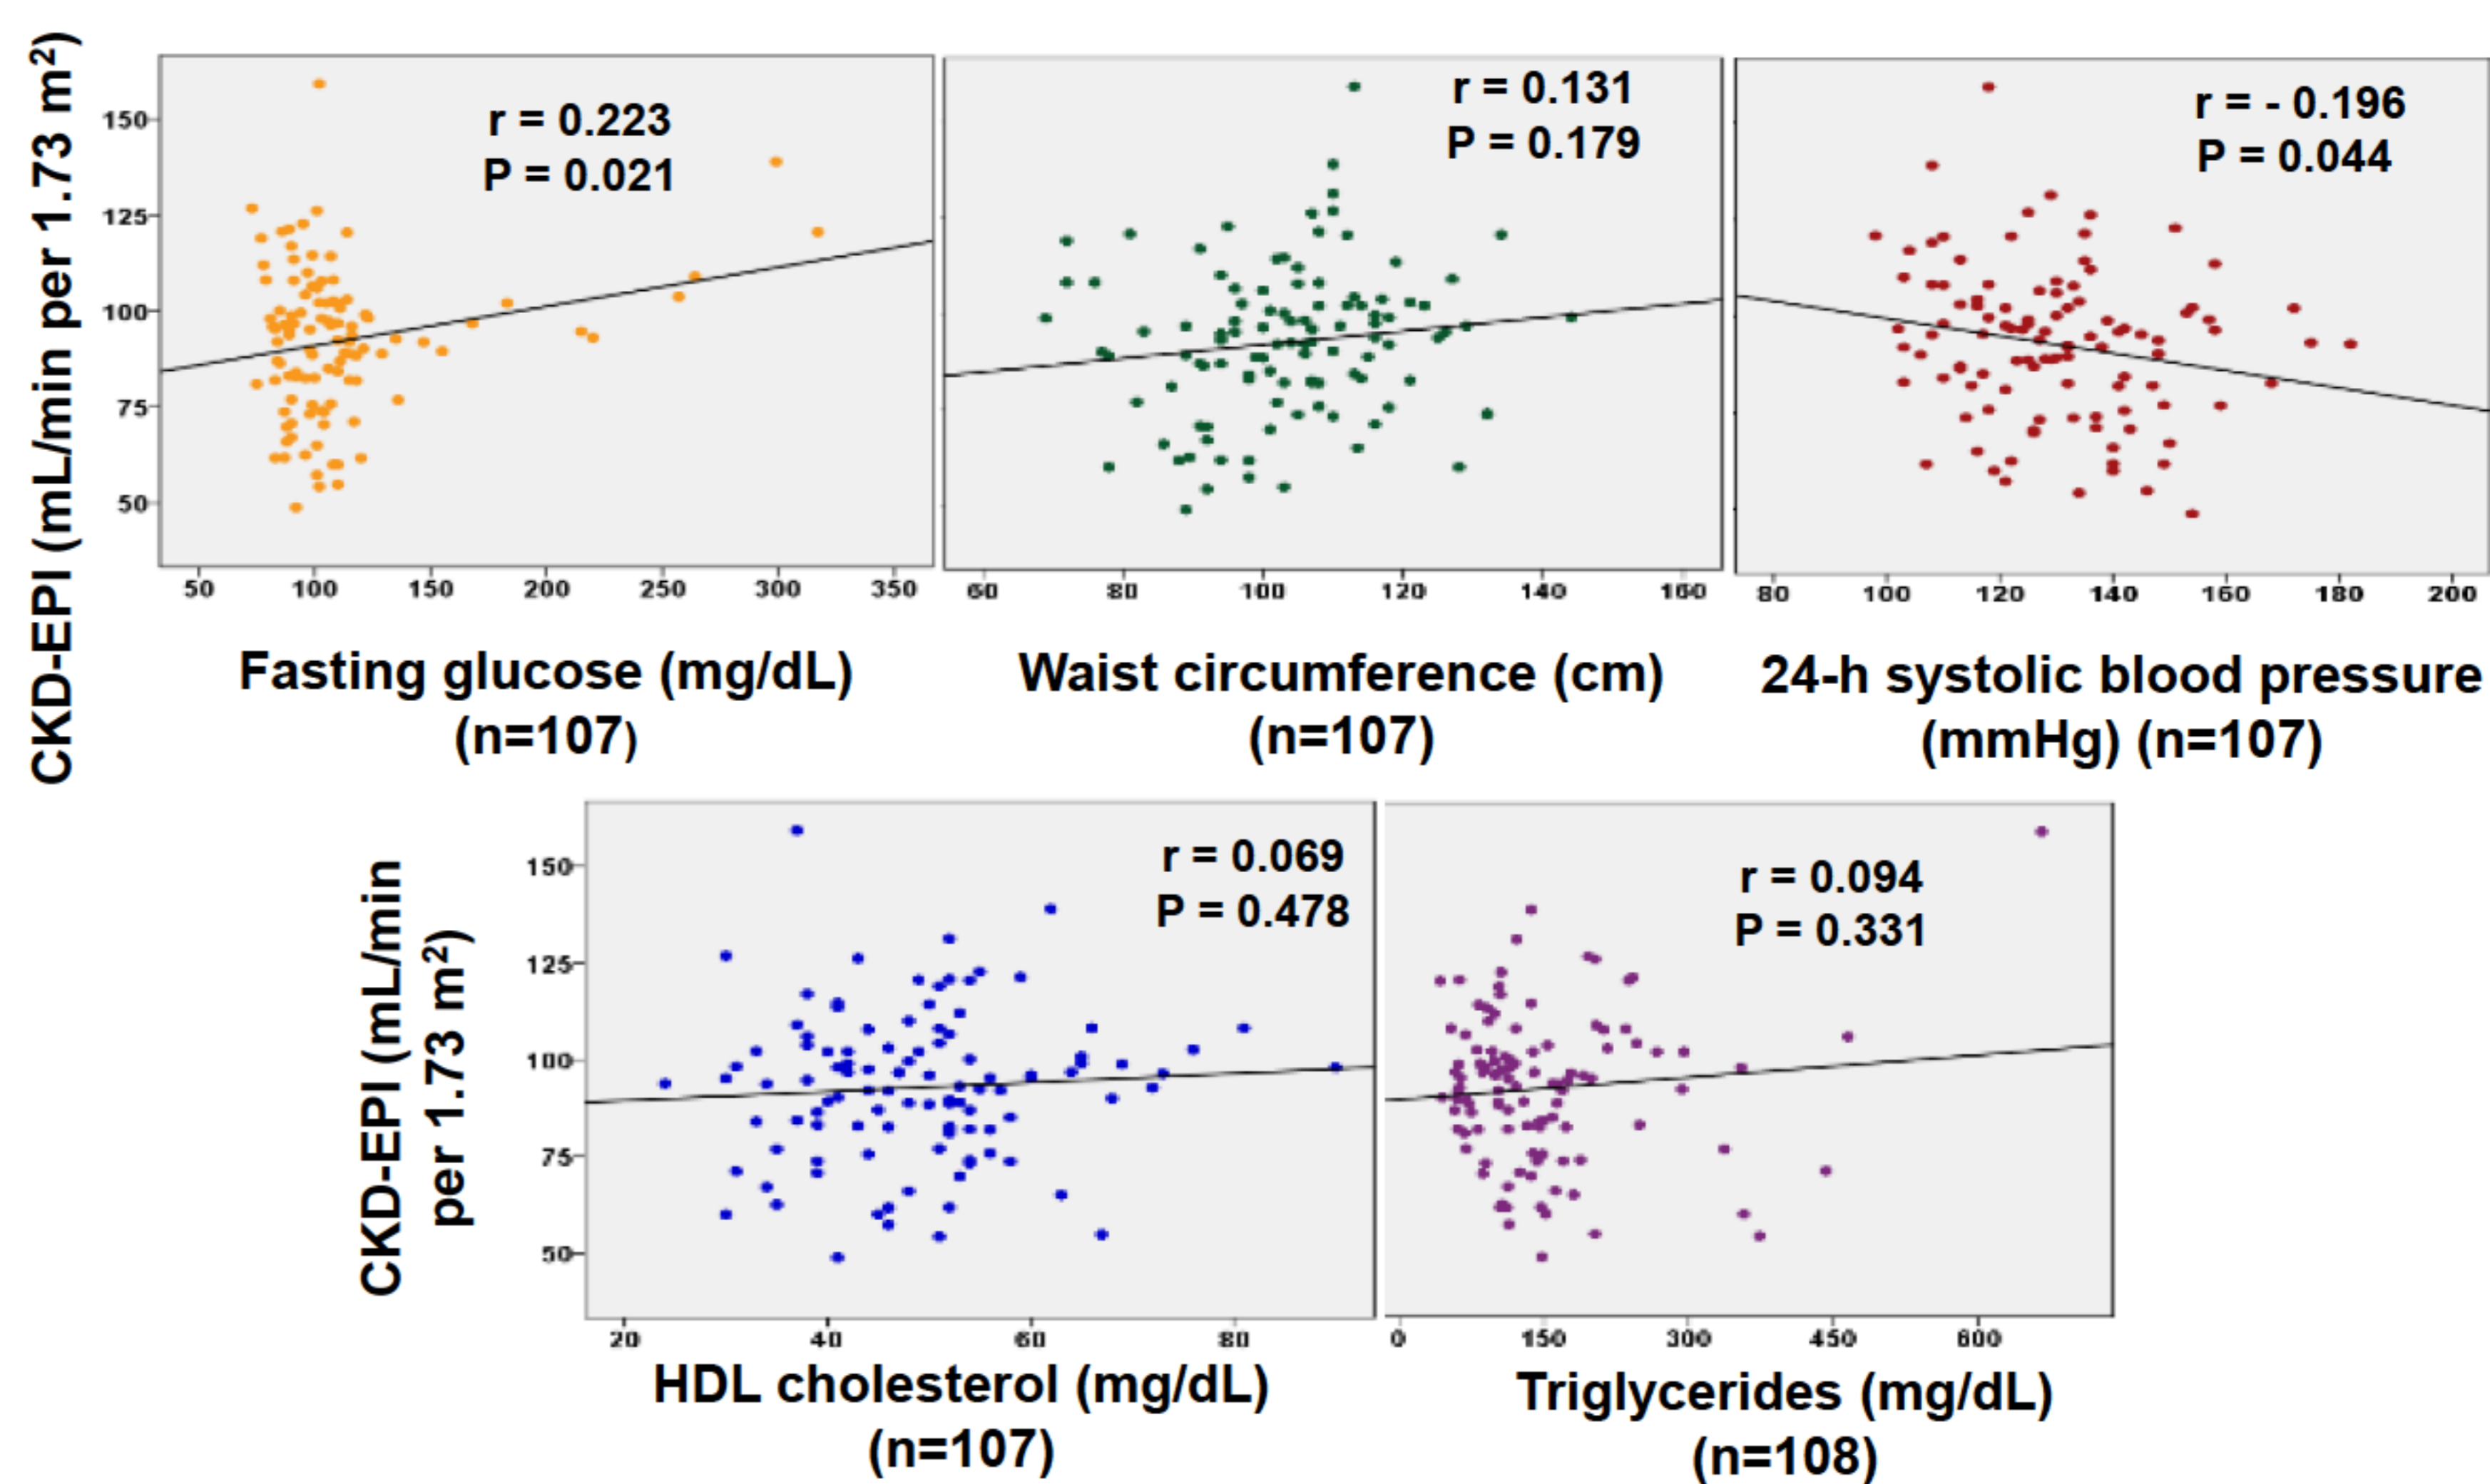 CKD-EPI (mL/min per 1.73 m²)
150
125
100
75
50
r = 0.223
P = 0.021
50 100 150 200 250 300 350
Fasting glucose (mg/dL)
(n=107)
r = 0.131
P = 0.179
60 80 100 120 140 160
Waist circumference (cm)
(n=107)
r = - 0.196
P = 0.044
80 100 120 140 160 180 200
24-h systolic blood pressure
(mmHg) (n=107)
CKD-EPI (mL/min
per 1.73 m²)
150
125
100
75
50
r = 0.069
P = 0.478
20 40 60 80
HDL cholesterol (mg/dL)
(n=107)
r = 0.094
P = 0.331
0 150 300 450 600
Triglycerides (mg/dL)
(n=108)